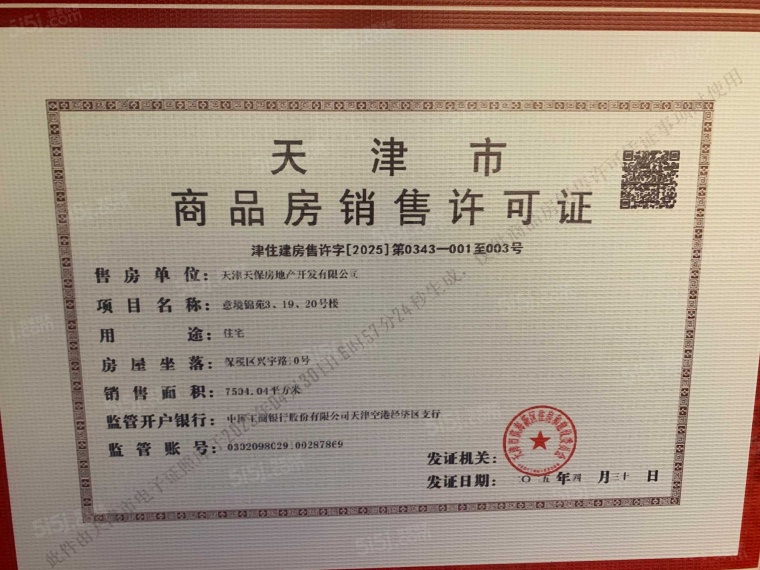 天津市
商品房销售许可证
津住建房售许字[2025]第0343—001至003号
售房单位：天津天保房地产开发有限公司
项目名称：意境锦苑3、19、20号楼
用途：住宅
房屋坐落：保税区兴宇路10号
销售面积：7504.04平方米
监管开户银行：中国工商银行股份有限公司天津空港经济区支行
监管账号：
发证机关：
发证日期：二〇二五年四月三十日
5i5j.com